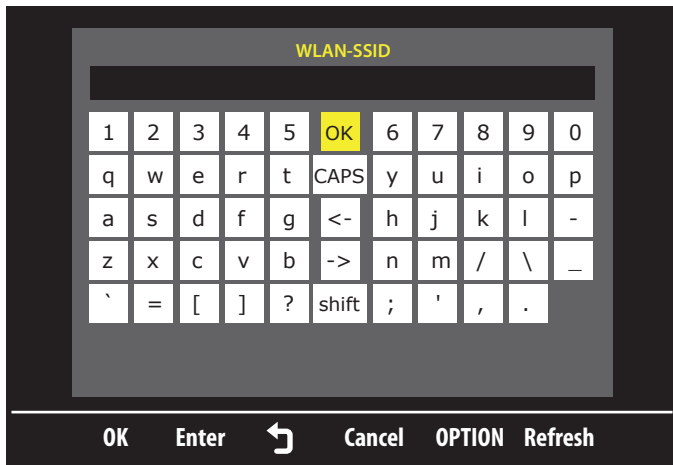 WLAN-SSID
1 2 3 4 5 OK 6 7 8 9 0
q w e r t CAPS y u i o p
a s d f g <- h j k l -
z x c v b -> n m / \ _
` = [ ] ? shift ; ' , .
OK Enter Cancel OPTION Refresh